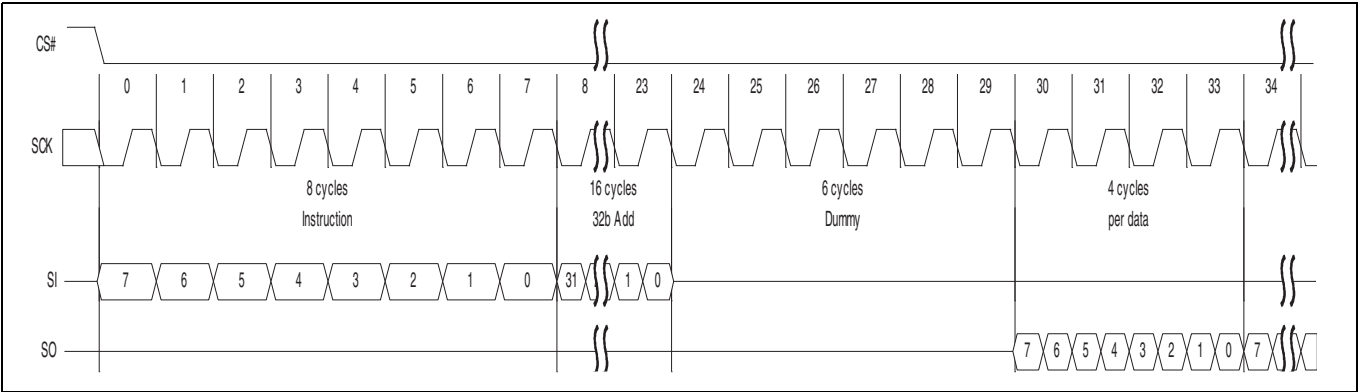 CS#
0 1 2 3 4 5 6 7 8 23 24 25 26 27 28 29 30 31 32 33 34
SCK
8 cycles 16 cycles 6 cycles 4 cycles
Instruction 32b Add Dummy per data
SI 7 6 5 4 3 2 1 0 31 1 0
SO 7 6 5 4 3 2 1 0 7